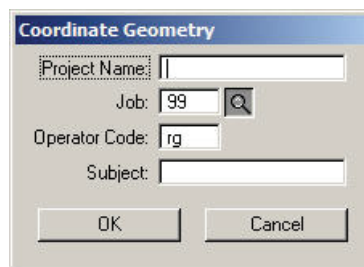 Coordinate Geometry
Project Name:
Job: 99
Operator Code: rg
Subject:
OK Cancel